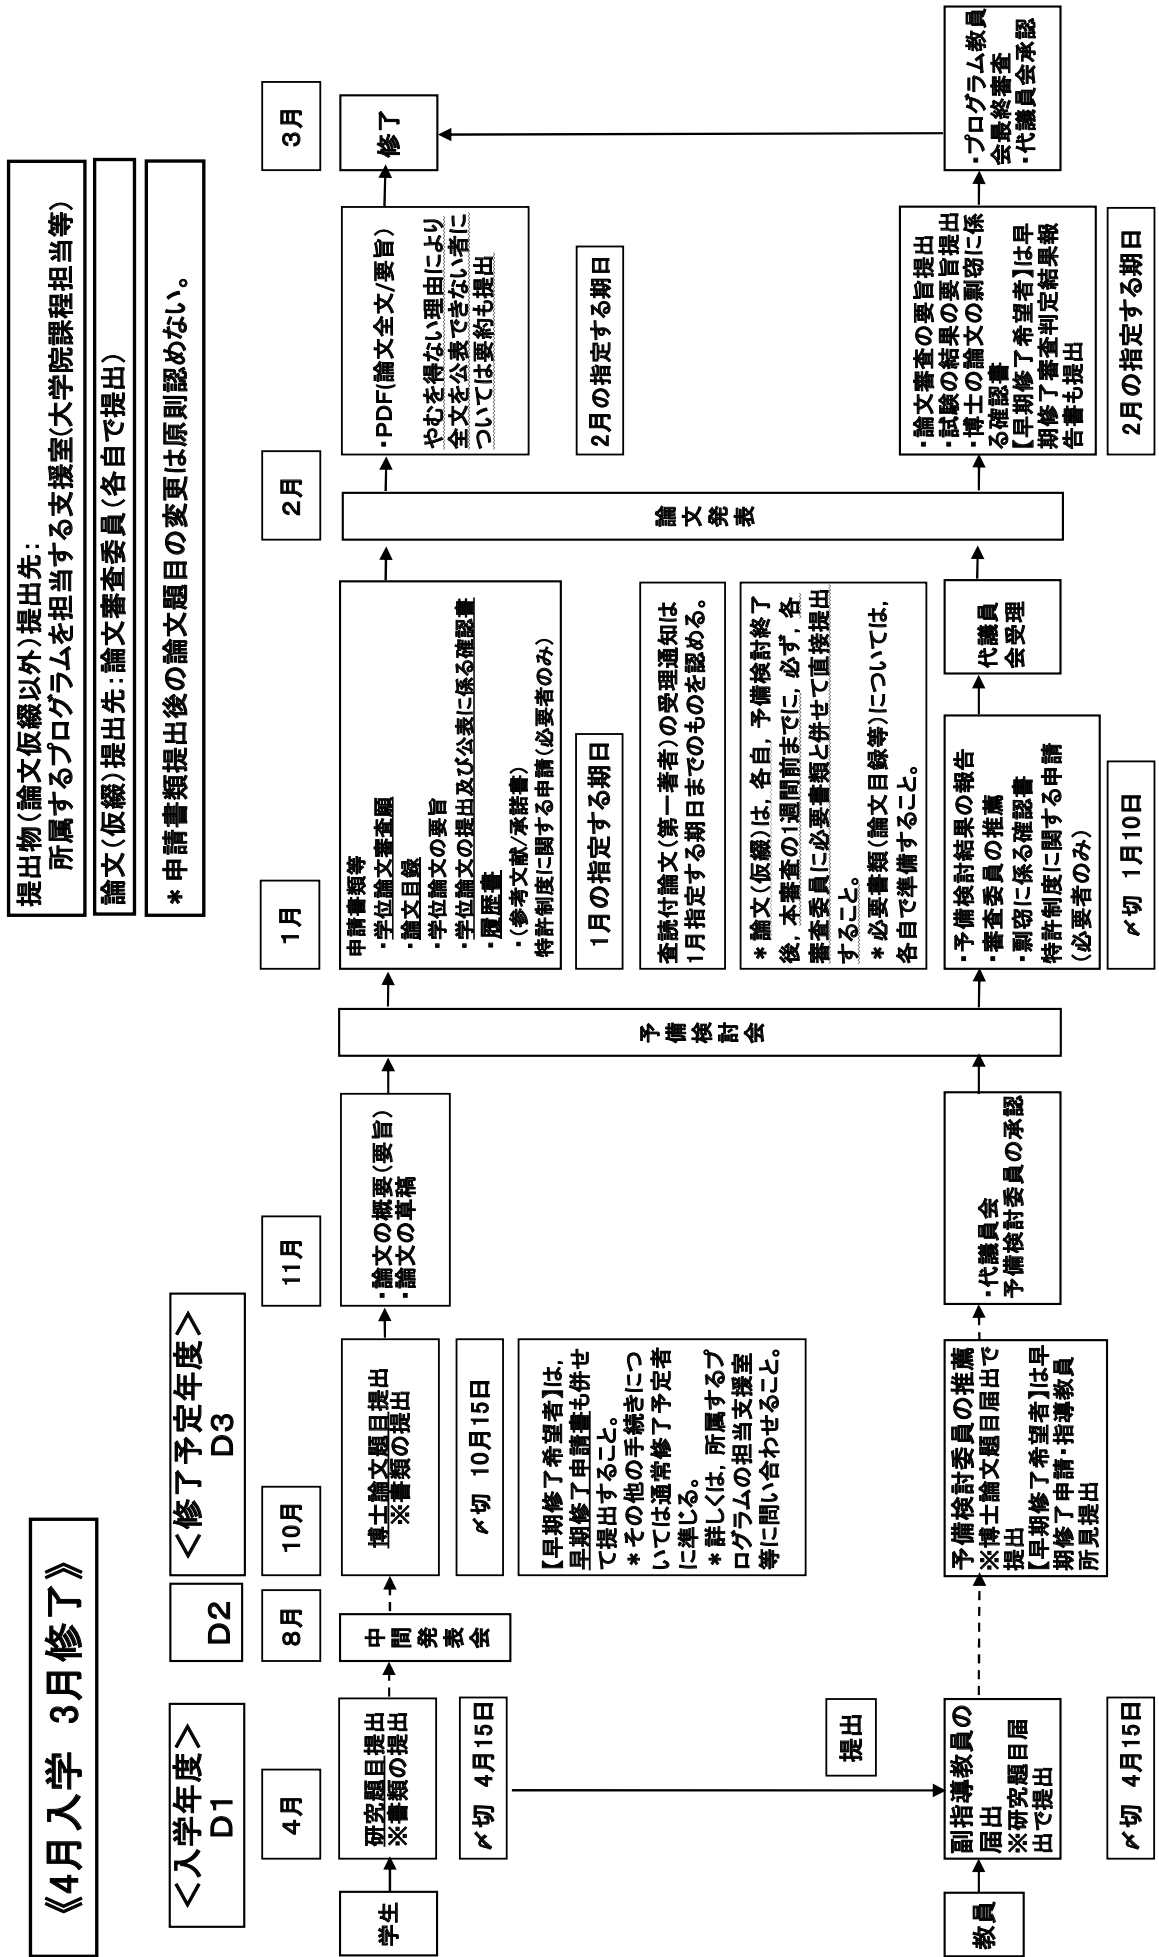 《4月入学 3月修了》
提出物(論文仮綴以外)提出先:
所属するプログラムを担当する支援室(大学院課程担当等)
論文(仮綴)提出先:論文審査委員(各自で提出)
*申請書類提出後の論文題目の変更は原則認めない。
<入学年度>
D1
D2
<修了予定年度>
D3
4月
8月
10月
11月
1月
2月
3月
学生
研究題目提出
※書類の提出
〆切 4月15日
中間発表会
博士論文題目提出
※書類の提出
〆切 10月15日
【早期修了希望者】は,
早期修了申請書も併せ
て提出すること。
*その他の手続きにつ
いては通常修了予定者
に準じる。
*詳しくは,所属するプ
ログラムの担当支援室
等に問い合わせること。
・論文の概要(要旨)
・論文の草稿
予備検討会
申請書類等
・学位論文審査願
・論文目録
・学位論文の要旨
・学位論文の提出及び公表に係る確認書
・履歴書
・(参考文献/承諾書)
特許制度に関する申請(必要者のみ)
1月の指定する期日
査読付論文(第一著者)の受理通知は
1月指定する期日までのものを認める。
*論文(仮綴)は,各自,予備検討終了
後,本審査の1週間前までに,必ず,各
審査委員に必要書類と併せて直接提出
すること。
*必要書類(論文目録等)については,
各自で準備すること。
論文発表
・PDF(論文全文/要旨)
やむを得ない理由により
全文を公表できない者に
ついては要約も提出
2月の指定する期日
修了
提出
教員
副指導教員の
届出
※研究題目届
出で提出
〆切 4月15日
予備検討委員の推薦
※博士論文題目届出で
提出
【早期修了希望者】は早
期修了申請・指導教員
所見提出
・代議員会
予備検討委員の承認
・予備検討結果の報告
・審査委員の推薦
・剽窃に係る確認書
特許制度に関する申請
(必要者のみ)
〆切 1月10日
代議員
会受理
・論文審査の要旨提出
・試験の結果の要旨提出
・博士の論文の剽窃に係
る確認書
【早期修了希望者】は早
期修了審査判定結果報
告書も提出
2月の指定する期日
・プログラム教員
会最終審査
・代議員会承認